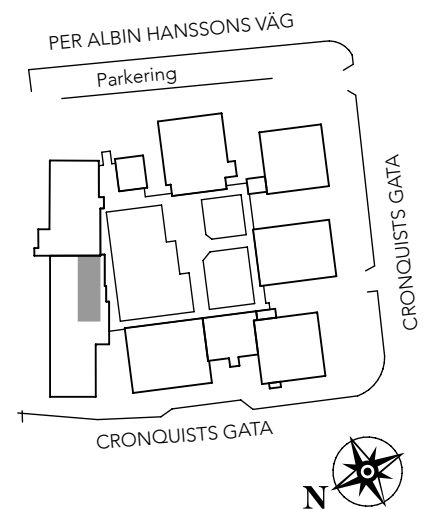 PER ALBIN HANSSONS VÄG
Parkering
CRONQUISTS GATA
CRONQUISTS GATA
N